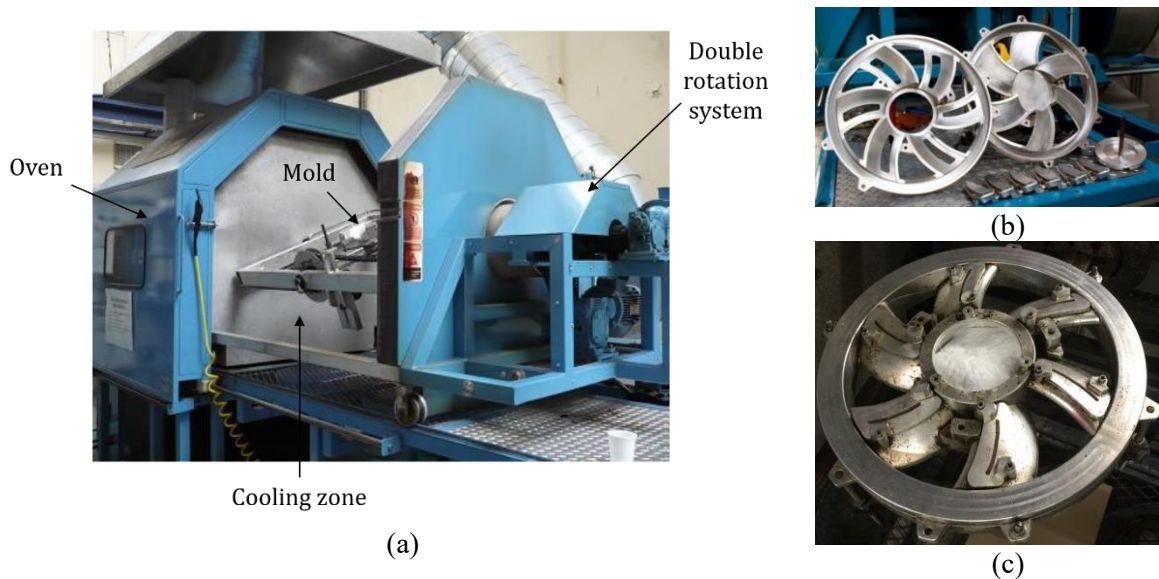 Double
rotation
system
Oven
Mold
Cooling zone
(a)
(b)
(c)